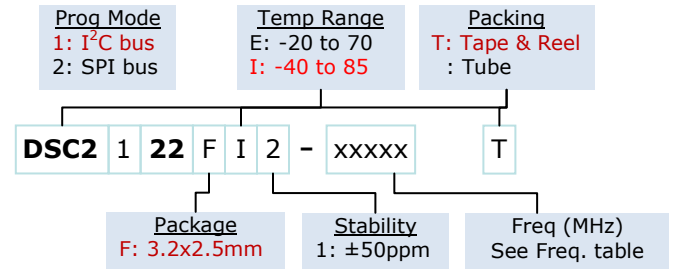 Prog Mode
1: I²C bus
2: SPI bus
Temp Range
E: -20 to 70
I: -40 to 85
Packing
T: Tape & Reel
: Tube
DSC2 1 22 F I 2 – xxxxx T
Package
F: 3.2x2.5mm
Stability
1: ±50ppm
Freq (MHz)
See Freq. table